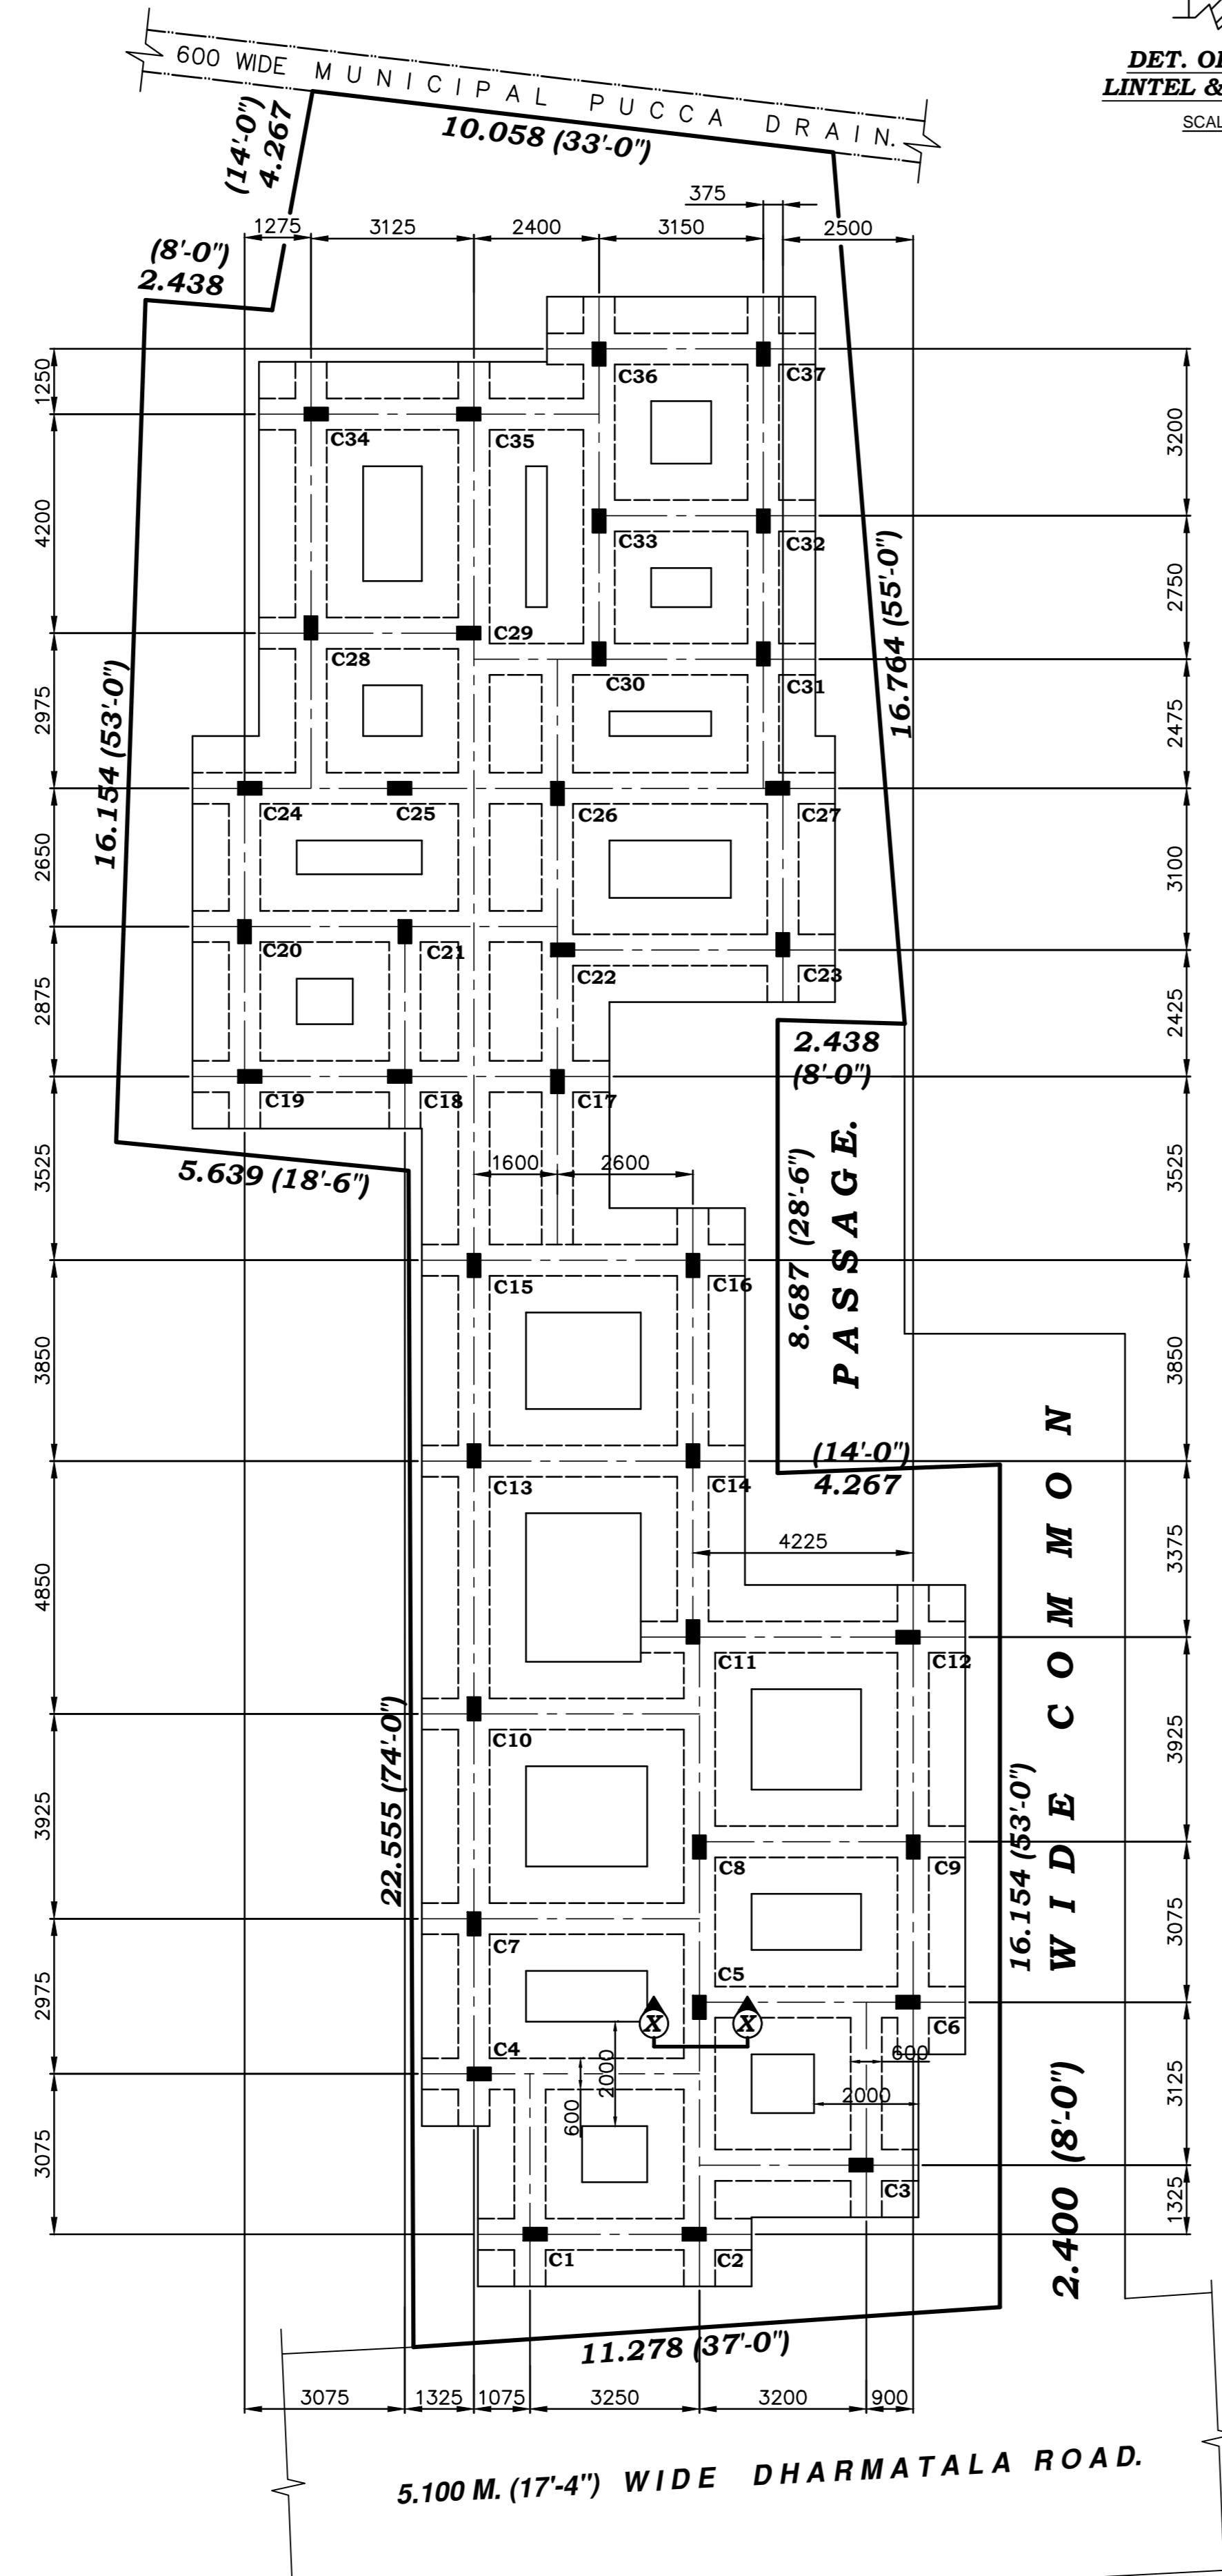 DET. OF
LINTEL &
SCAL
600 WIDE MUNICIPAL PUCCA DRAIN.
(14'-0")
4.267
10.058 (33'-0")
375
1275
3125
2400
3150
2500
(8'-0")
2.438
1250
C36
C37
3200
C34
C35
4200
C33
C32
2750
16.764 (55'-0")
C29
C28
C30
C31
2975
2475
16.154 (53'-0")
C24
C25
C26
C27
2650
3100
C20
C21
C22
C23
2875
2425
2.438
(8'-0")
C19
C18
C17
5.639 (18'-6")
1600
2600
3525
3525
8.687 (28'-6")
PASSAGE.
C15
C16
3850
3850
(14'-0")
4.267
C13
C14
4225
4850
3375
C11
C12
22.555 (74'-0")
C10
3925
3925
16.154 (53'-0")
WIDE COMMON
C8
C9
C7
3075
C5
2975
X
X
C6
C4
600
2000
2000
600
3125
3075
C3
1325
2.400 (8'-0")
C1
C2
11.278 (37'-0")
3075
1325
1075
3250
3200
900
5.100 M. (17'-4") WIDE DHARMATALA ROAD.